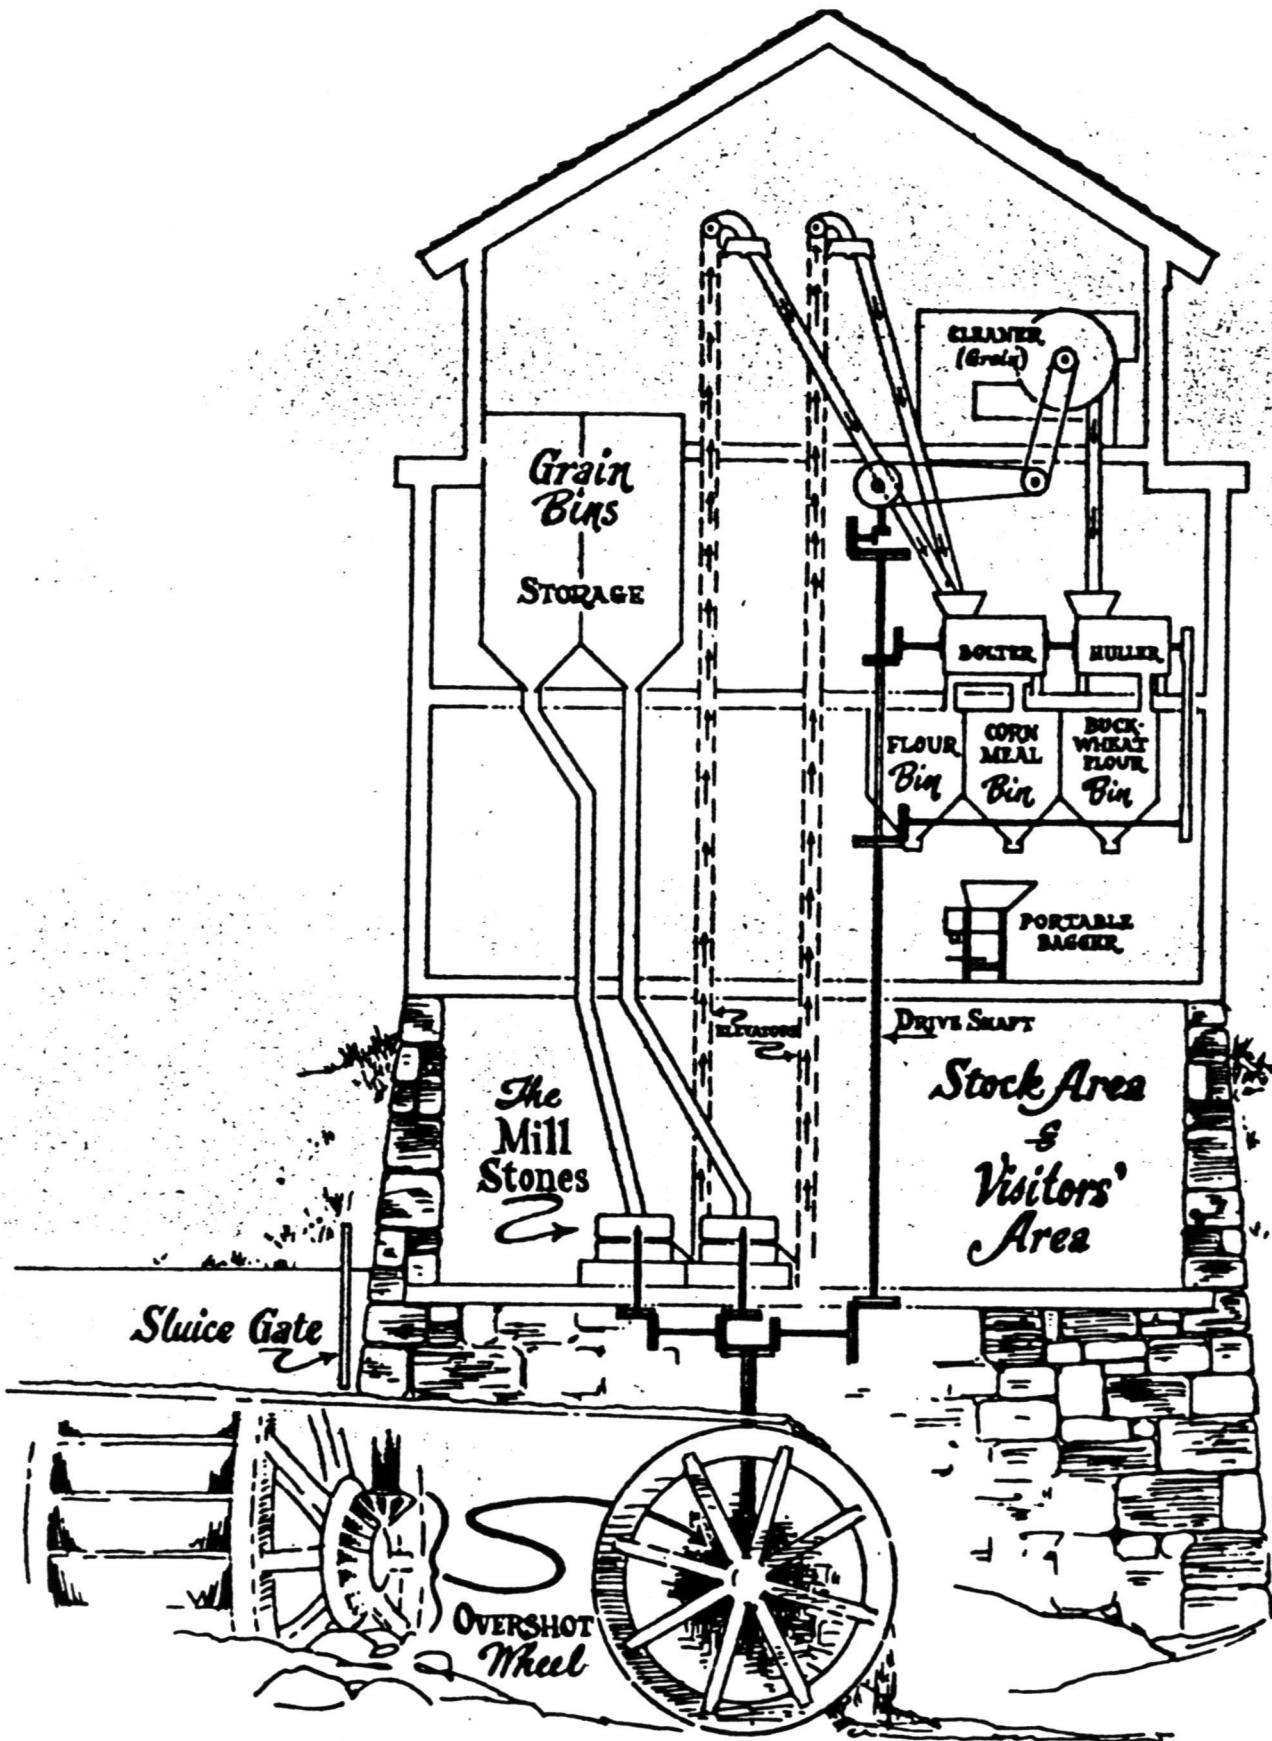 CLEANER
(Grain)
Grain
Bins
STORAGE
BOLTER
HULLER
FLOUR
Bin
CORN
MEAL
Bin
BUCK-
WHEAT
FLOUR
Bin
PORTABLE
BAGGER
ELEVATORS
DRIVE SHAFT
The
Mill
Stones
Stock Area
&
Visitors'
Area
Sluice Gate
OVERSHOT
Wheel